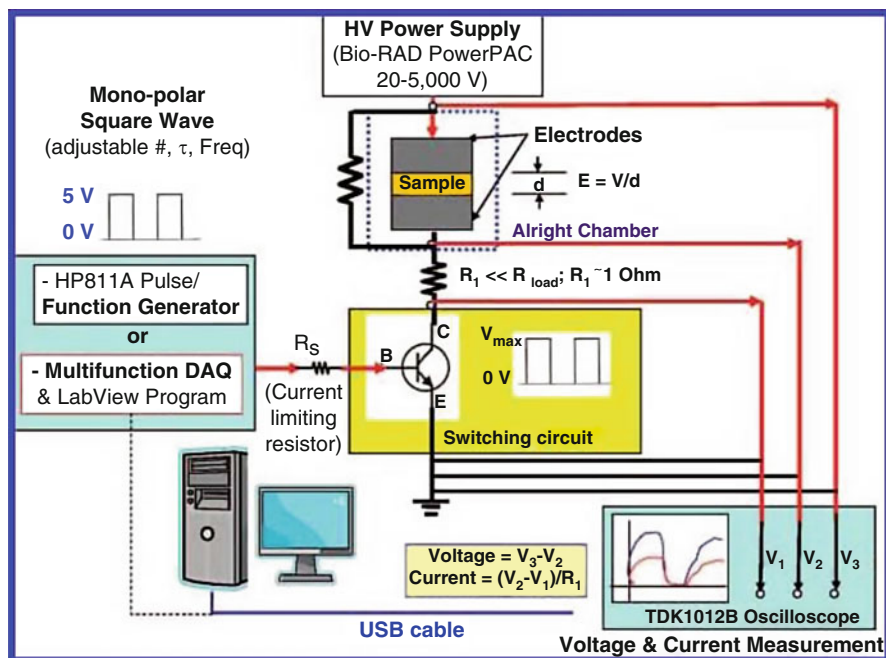 HV Power Supply
(Bio-RAD PowerPAC
20-5,000 V)
Mono-polar
Square Wave
(adjustable #, τ, Freq)
5 V
0 V
Electrodes
Sample
d
E = V/d
Alright Chamber
R1 << R load; R1 ~1 Ohm
- HP811A Pulse/
Function Generator
or
- Multifunction DAQ
& LabView Program
RS
(Current
limiting
resistor)
B
C
E
Vmax
0 V
Switching circuit
Voltage = V3-V2
Current = (V2-V1)/R1
USB cable
V1
V2
V3
TDK1012B Oscilloscope
Voltage & Current Measurement